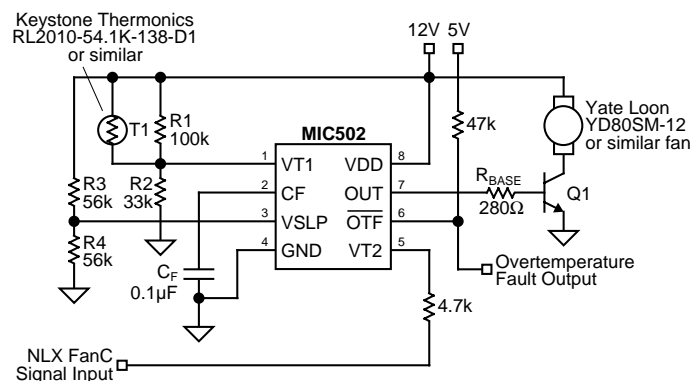 Keystone Thermonics
RL2010-54.1K-138-D1
or similar
12V
5V
T1
R1
100k
47k
Yate Loon
YD80SM-12
or similar fan
MIC502
1 VT1
VDD 8
R3
56k
R2
33k
2 CF
OUT 7
RBASE
280Ω
Q1
3 VSLP
OTF 6
R4
56k
4 GND
VT2 5
CF
0.1µF
Overtemperature
Fault Output
4.7k
NLX FanC
Signal Input